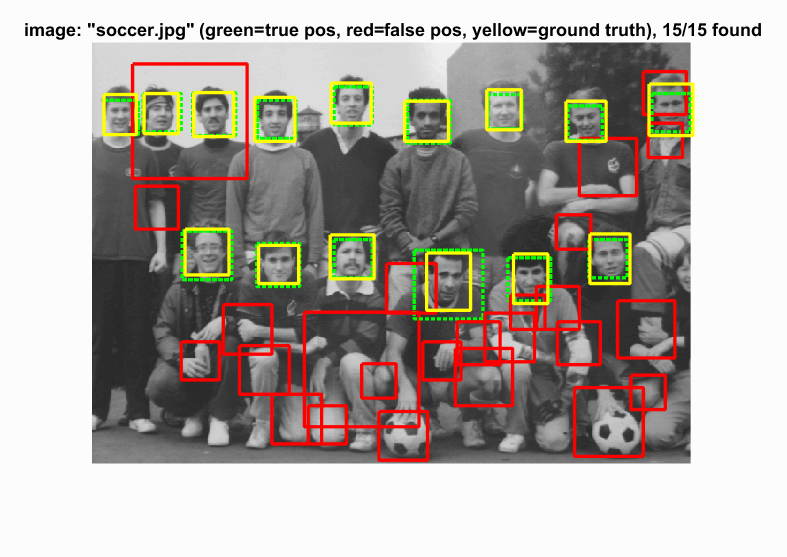 image: "soccer.jpg" (green=true pos, red=false pos, yellow=ground truth), 15/15 found